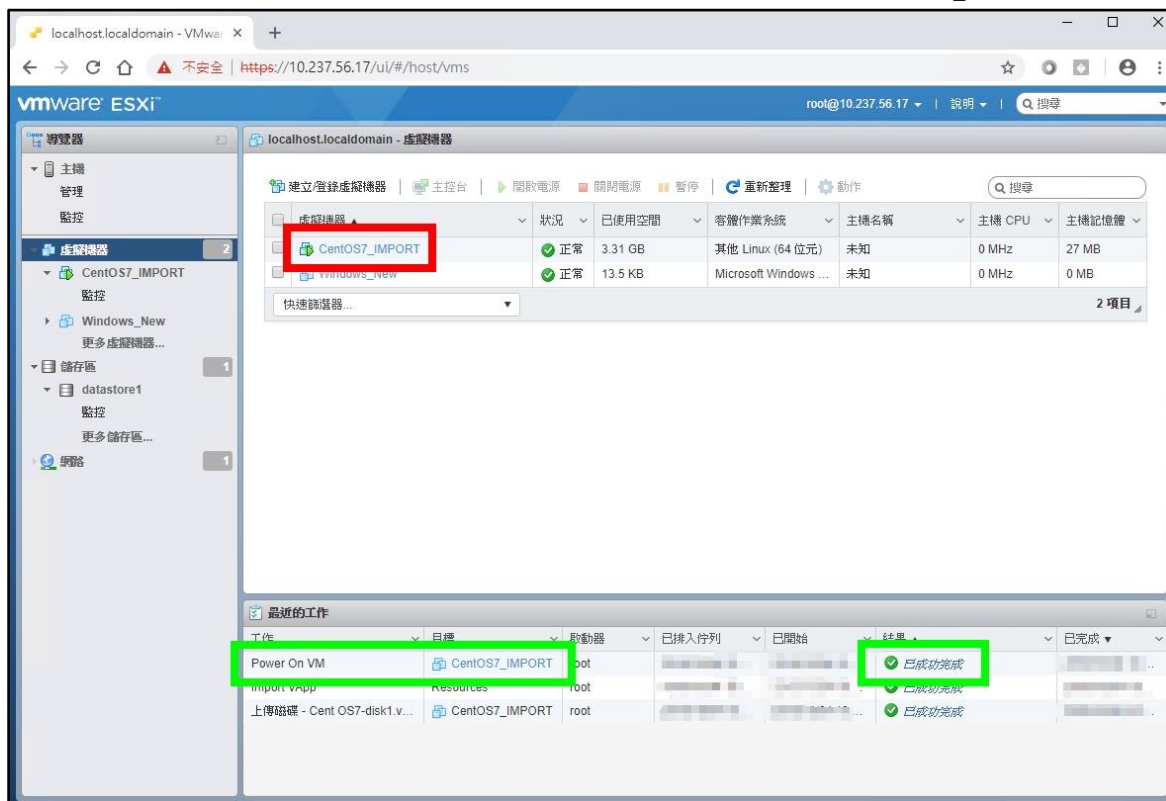 localhost.localdomain - VMwa
不安全 | https://10.237.56.17/ui/#/host/vms
vmware ESXi™ root@10.237.56.17 | 說明 | 搜尋
導覽器
主機
管理
監控
虛擬機器 2
CentOS7_IMPORT
監控
Windows_New
更多虛擬機器...
儲存區 1
datastore1
監控
更多儲存區...
網路 1
localhost.localdomain - 虛擬機器
建立/登錄虛擬機器 | 主控台 | 開啟電源 關閉電源 暫停 | 重新整理 | 動作 搜尋
虛擬機器 狀況 已使用空間 客體作業系統 主機名稱 主機 CPU 主機記憶體
CentOS7_IMPORT 正常 3.31 GB 其他 Linux (64 位元) 未知 0 MHz 27 MB
Windows_New 正常 13.5 KB Microsoft Windows ... 未知 0 MHz 0 MB
快速篩選器... 2 項目
最近的工作
工作 目標 啟動器 已排入佇列 已開始 結果 已完成
Power On VM CentOS7_IMPORT root 已成功完成
Import VApp Resources root 已成功完成
上傳磁碟 - Cent OS7-disk1.v... CentOS7_IMPORT root 已成功完成